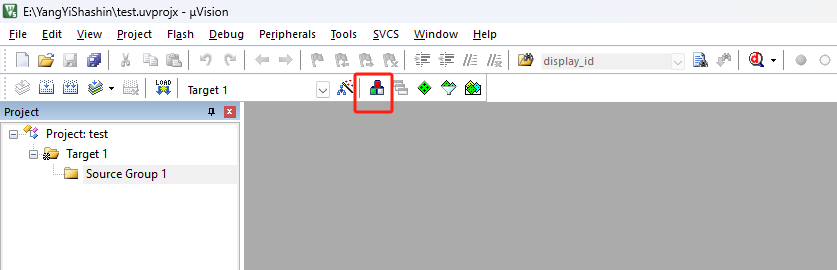 E:\YangYiShashin\test.uvprojx - µVision
File Edit View Project Flash Debug Peripherals Tools SVCS Window Help
display_id
LOAD
Target 1
Project
Project: test
Target 1
Source Group 1